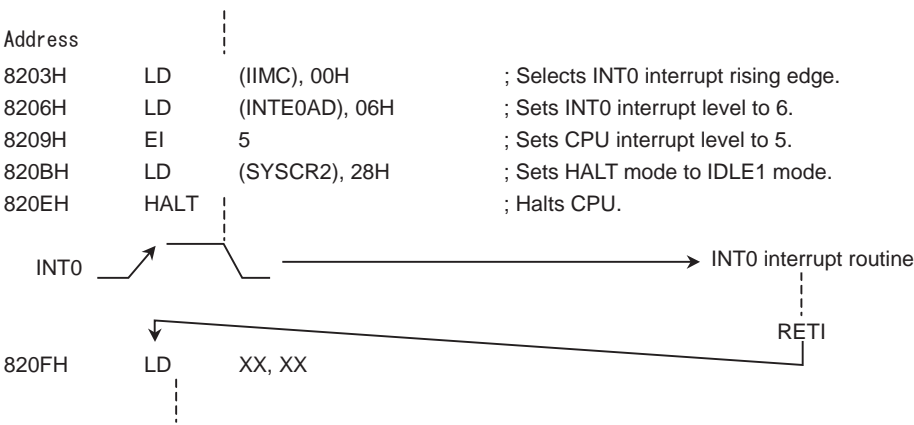 Address
8203H LD (IIMC), 00H ; Selects INT0 interrupt rising edge.
8206H LD (INTE0AD), 06H ; Sets INT0 interrupt level to 6.
8209H EI 5 ; Sets CPU interrupt level to 5.
820BH LD (SYSCR2), 28H ; Sets HALT mode to IDLE1 mode.
820EH HALT ; Halts CPU.
INT0 INT0 interrupt routine
RETI
820FH LD XX, XX